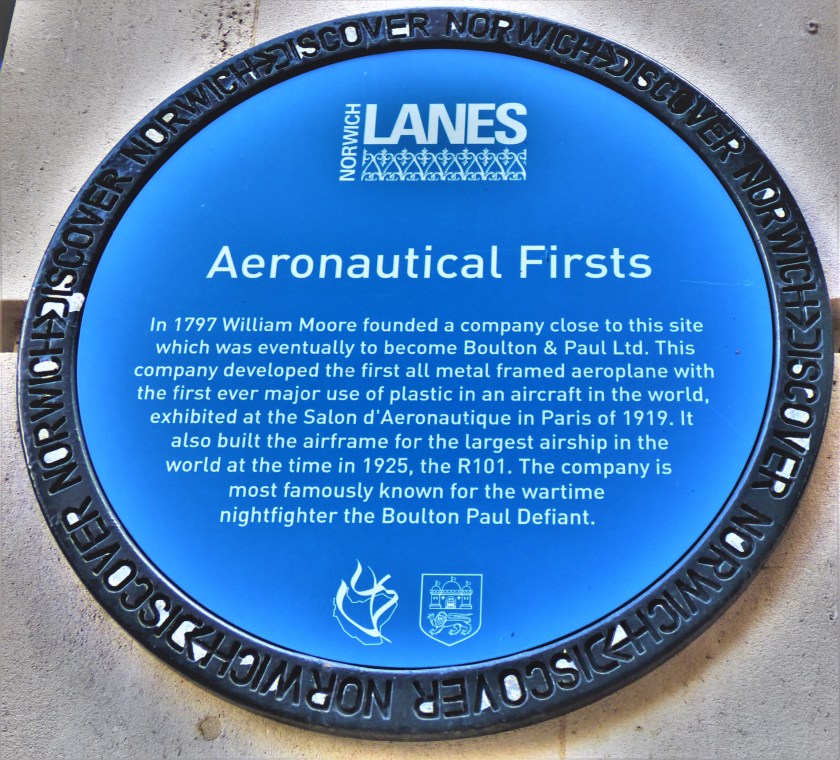 DISCOVER NORWICH DISCOVER NORWICH DISCOVER NORWICH DISCOVER NORWICH DISCOVER NORWICH DISCOVER NORWICH DISCOVER NORWICH DISCOVER NORWICH
NORWICH
LANES
Aeronautical Firsts
In 1797 William Moore founded a company close to this site
which was eventually to become Boulton & Paul Ltd. This
company developed the first all metal framed aeroplane with
the first ever major use of plastic in an aircraft in the world,
exhibited at the Salon d'Aeronautique in Paris of 1919. It
also built the airframe for the largest airship in the
world at the time in 1925, the R101. The company is
most famously known for the wartime
nightfighter the Boulton Paul Defiant.